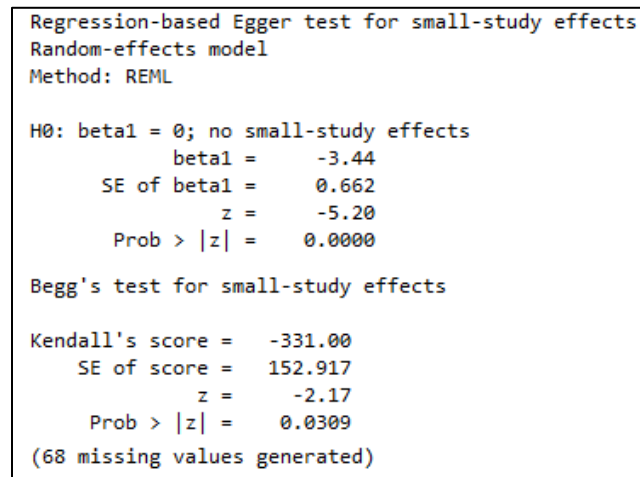 Regression-based Egger test for small-study effects
Random-effects model
Method: REML
H0: beta1 = 0; no small-study effects
beta1 = -3.44
SE of beta1 = 0.662
z = -5.20
Prob > |z| = 0.0000
Begg's test for small-study effects
Kendall's score = -331.00
SE of score = 152.917
z = -2.17
Prob > |z| = 0.0309
(68 missing values generated)